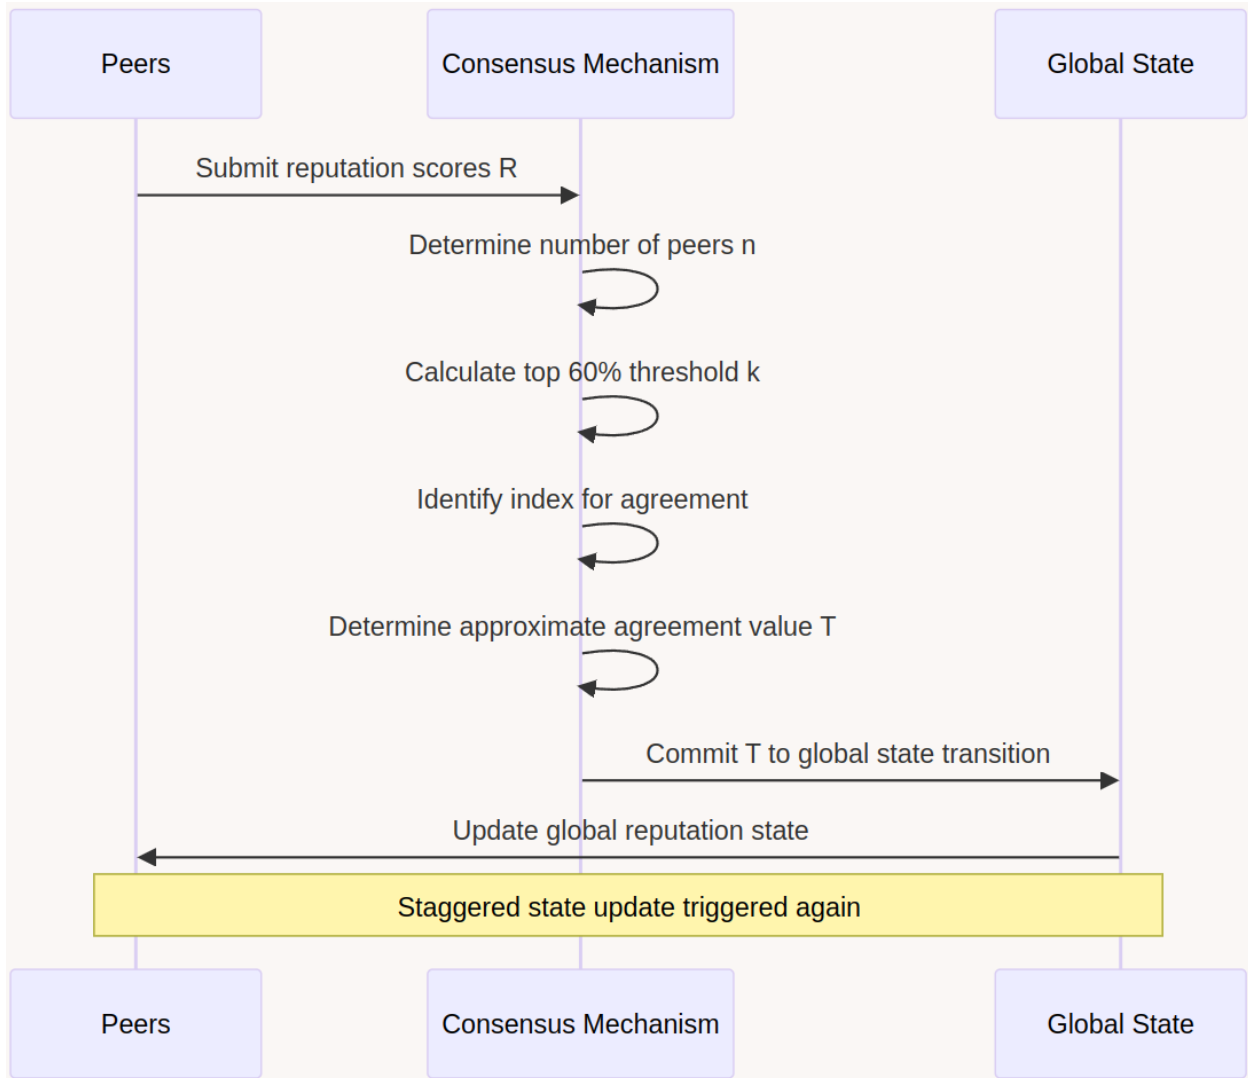 Peers
Consensus Mechanism
Global State
Submit reputation scores R
Determine number of peers n
Calculate top 60% threshold k
Identify index for agreement
Determine approximate agreement value T
Commit T to global state transition
Update global reputation state
Staggered state update triggered again
Peers
Consensus Mechanism
Global State